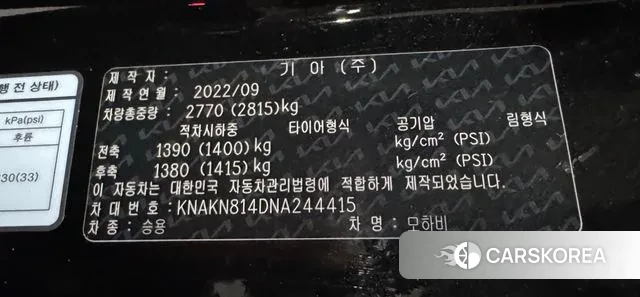 행 전 상태)
kPa(psi)
후륜
30(33)
제작자: 기아 (주)
제작연월: 2022/09
차량총중량: 2770 (2815)kg
적차시하중 타이어형식 공기압 림형식
전축 1390 (1400) kg kg/cm² (PSI)
후축 1380 (1415) kg kg/cm² (PSI)
이 자동차는 대한민국 자동차관리법령에 적합하게 제작되었습니다.
차대번호: KNAKN814DNA244415
차종: 승용 차명: 모하비
CARSKOREA